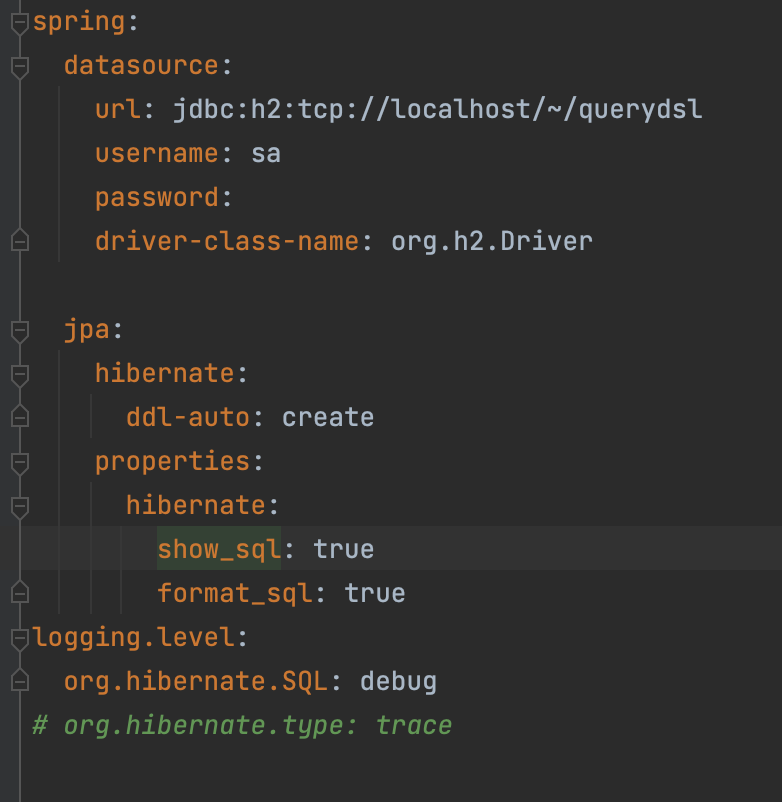 spring:
  datasource:
    url: jdbc:h2:tcp://localhost/~/querydsl
    username: sa
    password:
    driver-class-name: org.h2.Driver

  jpa:
    hibernate:
      ddl-auto: create
    properties:
      hibernate:
        show_sql: true
        format_sql: true
logging.level:
  org.hibernate.SQL: debug
# org.hibernate.type: trace